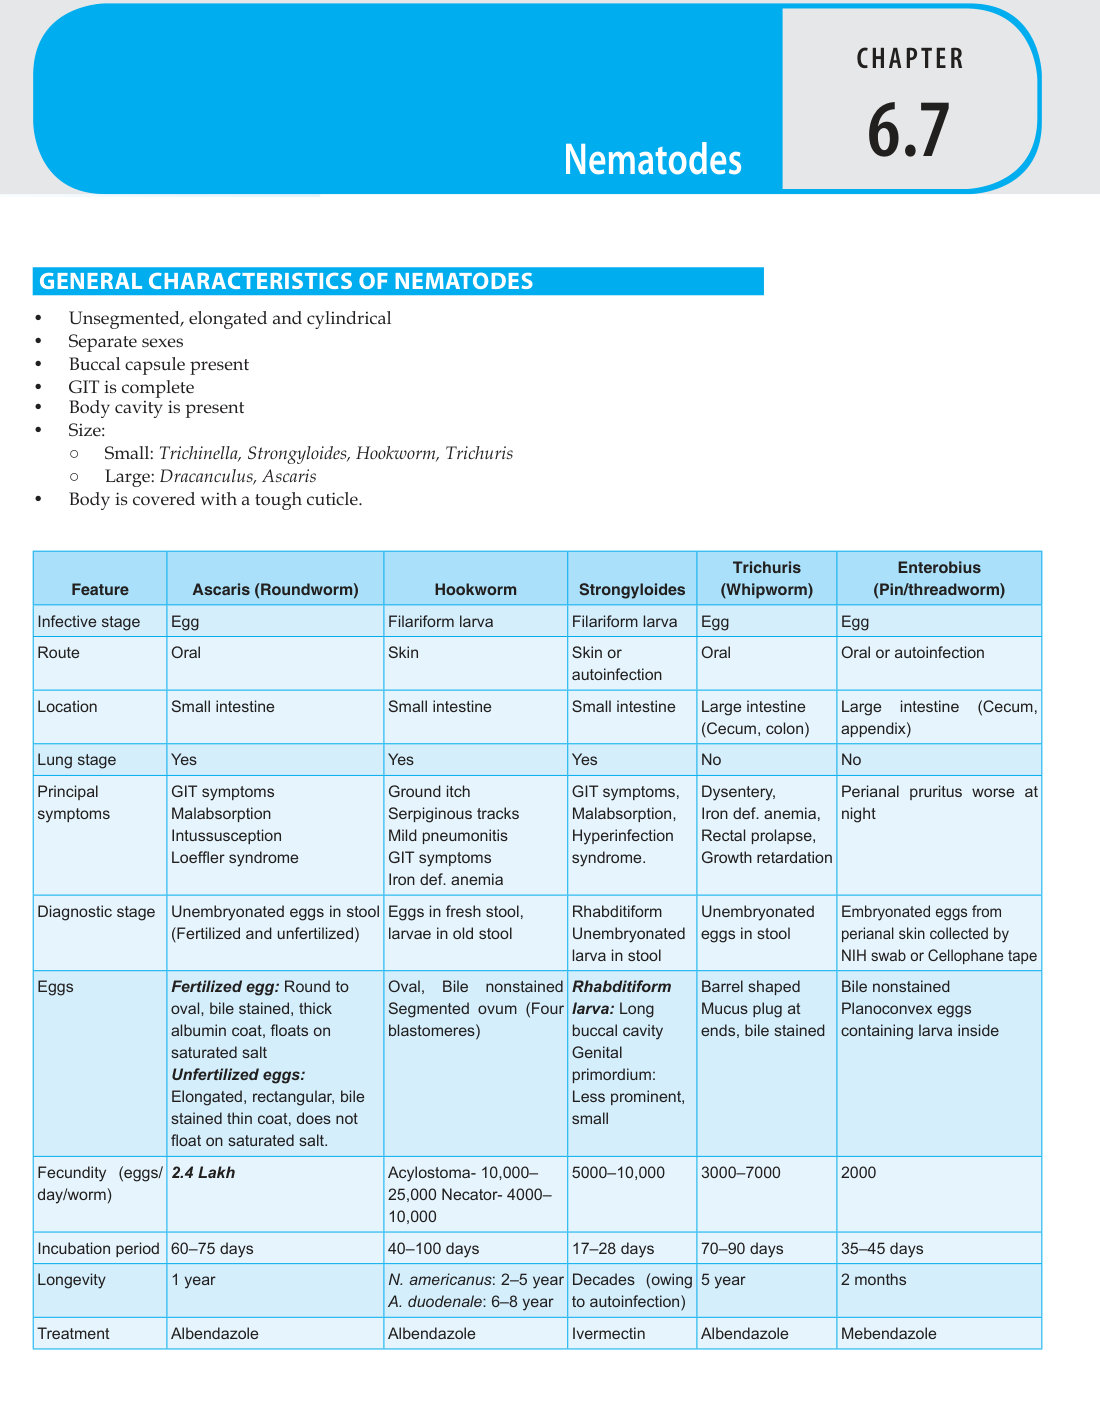 CHAPTER
6.7
Nematodes
GENERAL CHARACTERISTICS OF NEMATODES
• Unsegmented, elongated and cylindrical
• Separate sexes
• Buccal capsule present
• GIT is complete
• Body cavity is present
• Size:
○ Small: Trichinella, Strongyloides, Hookworm, Trichuris
○ Large: Dracanculus, Ascaris
• Body is covered with a tough cuticle.
Feature
Ascaris (Roundworm)
Hookworm
Strongyloides
Trichuris
(Whipworm)
Enterobius
(Pin/threadworm)
Infective stage
Egg
Filariform larva
Filariform larva
Egg
Egg
Route
Oral
Skin
Skin or
autoinfection
Oral
Oral or autoinfection
Location
Small intestine
Small intestine
Small intestine
Large intestine
(Cecum, colon)
Large intestine (Cecum,
appendix)
Lung stage
Yes
Yes
Yes
No
No
Principal
symptoms
GIT symptoms
Malabsorption
Intussusception
Loeffler syndrome
Ground itch
Serpiginous tracks
Mild pneumonitis
GIT symptoms
Iron def. anemia
GIT symptoms,
Malabsorption,
Hyperinfection
syndrome.
Dysentery,
Iron def. anemia,
Rectal prolapse,
Growth retardation
Perianal pruritus worse at
night
Diagnostic stage
Unembryonated eggs in stool
(Fertilized and unfertilized)
Eggs in fresh stool,
larvae in old stool
Rhabditiform
Unembryonated
larva in stool
Unembryonated
eggs in stool
Embryonated eggs from
perianal skin collected by
NIH swab or Cellophane tape
Eggs
Fertilized egg: Round to
oval, bile stained, thick
albumin coat, floats on
saturated salt
Unfertilized eggs:
Elongated, rectangular, bile
stained thin coat, does not
float on saturated salt.
Oval, Bile nonstained
Segmented ovum (Four
blastomeres)
Rhabditiform
larva: Long
buccal cavity
Genital
primordium:
Less prominent,
small
Barrel shaped
Mucus plug at
ends, bile stained
Bile nonstained
Planoconvex eggs
containing larva inside
Fecundity (eggs/
day/worm)
2.4 Lakh
Acylostoma- 10,000–
25,000 Necator- 4000–
10,000
5000–10,000
3000–7000
2000
Incubation period
60–75 days
40–100 days
17–28 days
70–90 days
35–45 days
Longevity
1 year
N. americanus: 2–5 year
A. duodenale: 6–8 year
Decades (owing
to autoinfection)
5 year
2 months
Treatment
Albendazole
Albendazole
Ivermectin
Albendazole
Mebendazole